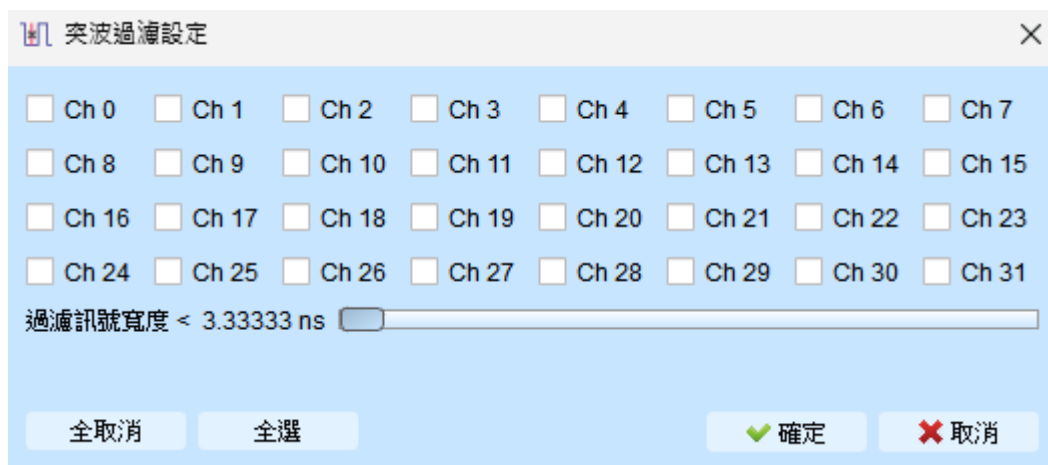 突波過濾設定
Ch 0 Ch 1 Ch 2 Ch 3 Ch 4 Ch 5 Ch 6 Ch 7
Ch 8 Ch 9 Ch 10 Ch 11 Ch 12 Ch 13 Ch 14 Ch 15
Ch 16 Ch 17 Ch 18 Ch 19 Ch 20 Ch 21 Ch 22 Ch 23
Ch 24 Ch 25 Ch 26 Ch 27 Ch 28 Ch 29 Ch 30 Ch 31
過濾訊號寬度 < 3.33333 ns
全取消 全選 確定 取消